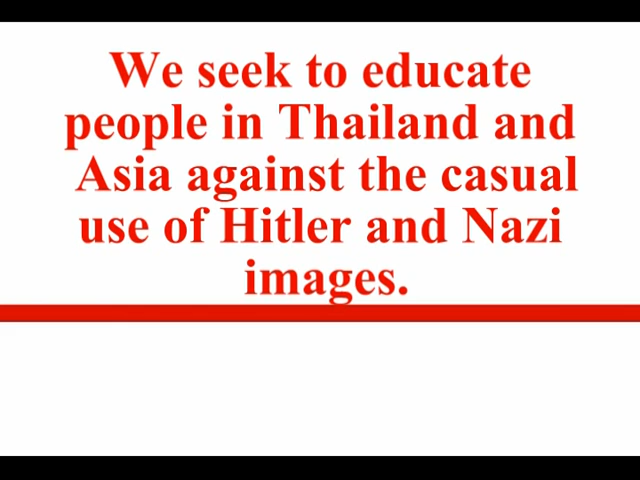 We seek to educate
people in Thailand and
Asia against the casual
use of Hitler and Nazi
images.